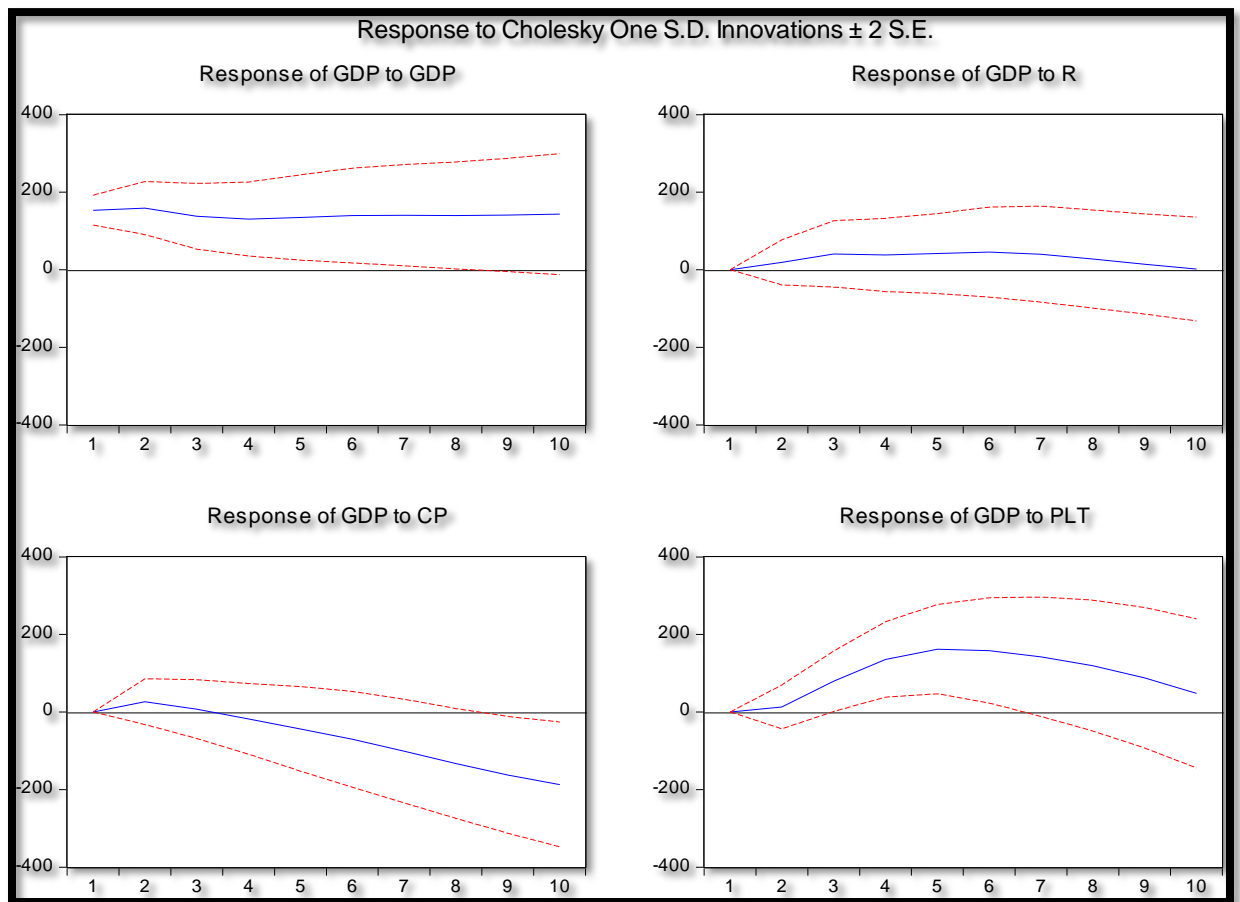 Response to Cholesky One S.D. Innovations ± 2 S.E.
Response of GDP to GDP
400
200
0
-200
-400
1 2 3 4 5 6 7 8 9 10
Response of GDP to R
400
200
0
-200
-400
1 2 3 4 5 6 7 8 9 10
Response of GDP to CP
400
200
0
-200
-400
1 2 3 4 5 6 7 8 9 10
Response of GDP to PLT
400
200
0
-200
-400
1 2 3 4 5 6 7 8 9 10